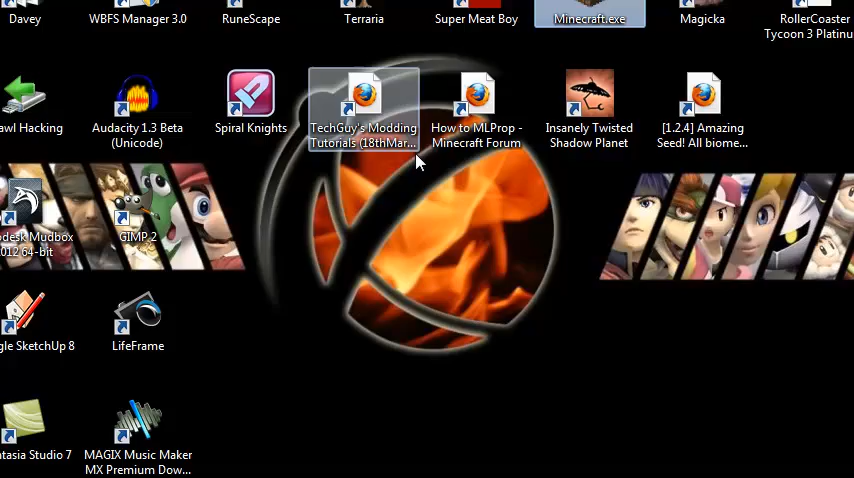 Davey
WBFS Manager 3.0
RuneScape
Terraria
Super Meat Boy
Minecraft.exe
Magicka
RollerCoaster
Tycoon 3 Platinu
awl Hacking
Audacity 1.3 Beta
(Unicode)
Spiral Knights
TechGuy's Modding
Tutorials (18thMar...
How to MLProp -
Minecraft Forum
Insanely Twisted
Shadow Planet
[1.2.4] Amazing
Seed! All biome...
odesk Mudbox
2012 64-bit
GIMP 2
gle SketchUp 8
LifeFrame
ntasia Studio 7
MAGIX Music Maker
MX Premium Dow...